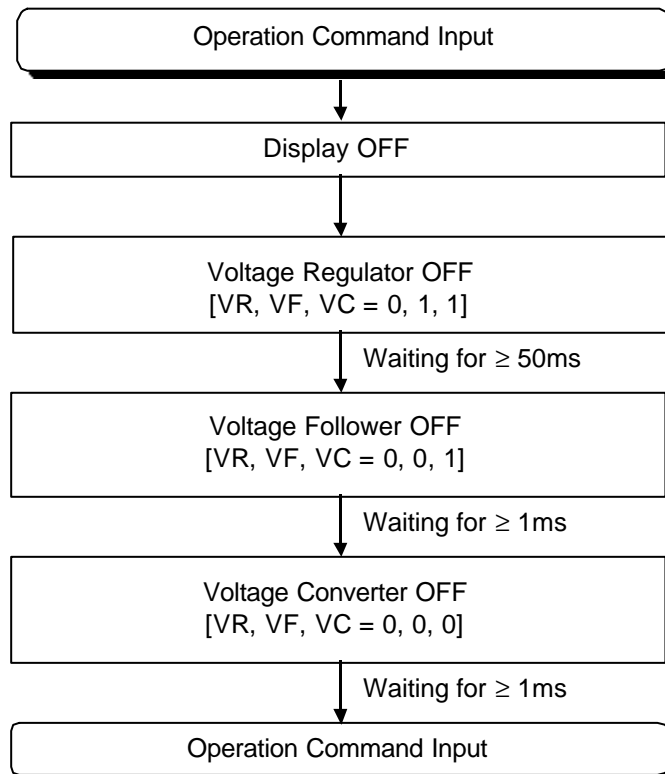 Operation Command Input
Display OFF
Voltage Regulator OFF
[VR, VF, VC = 0, 1, 1]
Waiting for ≥ 50ms
Voltage Follower OFF
[VR, VF, VC = 0, 0, 1]
Waiting for ≥ 1ms
Voltage Converter OFF
[VR, VF, VC = 0, 0, 0]
Waiting for ≥ 1ms
Operation Command Input